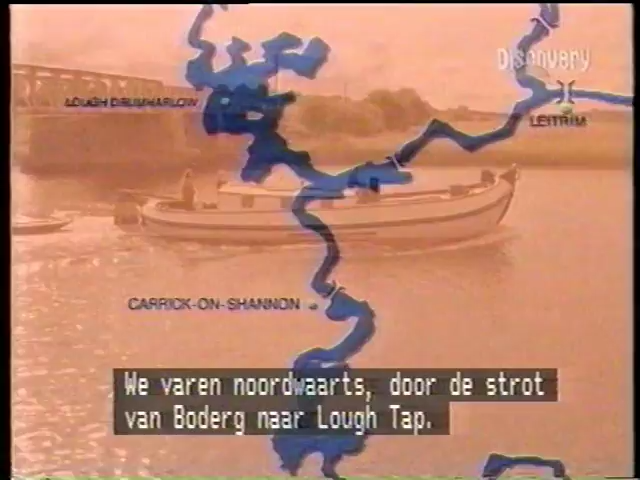 Discovery
LOUGH DRUMHARLOW
LEITRIM
CARRICK-ON-SHANNON
We varen noordwaarts, door de strot
van Boderg naar Lough Tap.